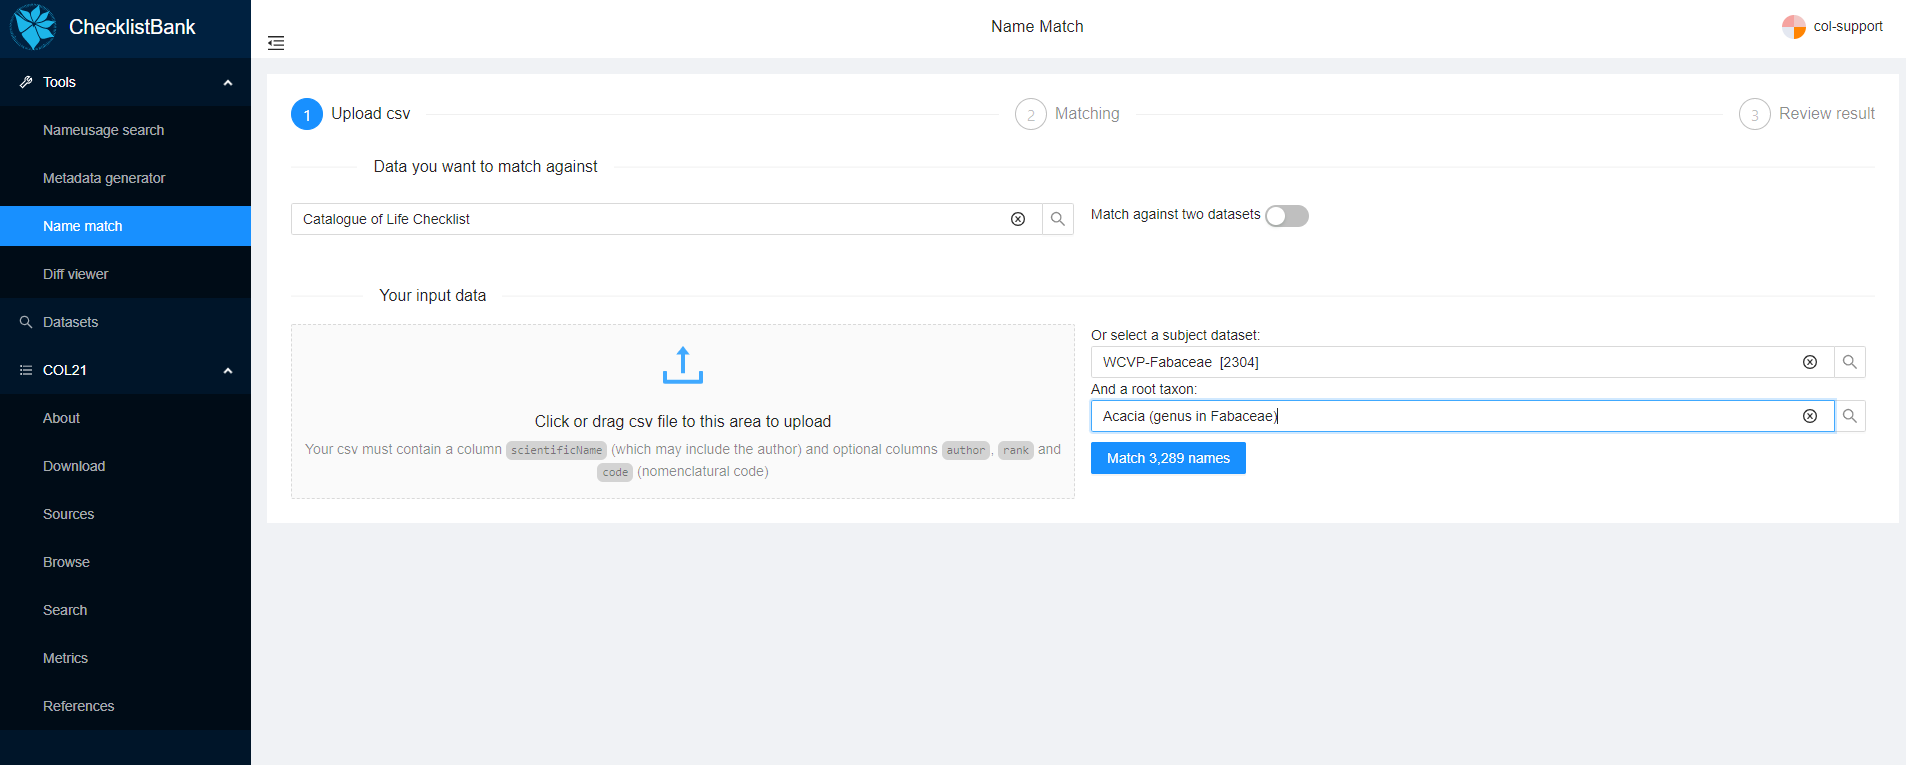 ChecklistBank
Name Match
col-support
Tools
Nameusage search
Metadata generator
Name match
Diff viewer
Datasets
COL21
About
Download
Sources
Browse
Search
Metrics
References
1 Upload csv
2 Matching
3 Review result
Data you want to match against
Catalogue of Life Checklist
Match against two datasets
Your input data
Click or drag csv file to this area to upload
Your csv must contain a column scientificName (which may include the author) and optional columns author, rank and
code (nomenclatural code)
Or select a subject dataset:
WCVP-Fabaceae [2304]
And a root taxon:
Acacia (genus in Fabaceae)
Match 3,289 names